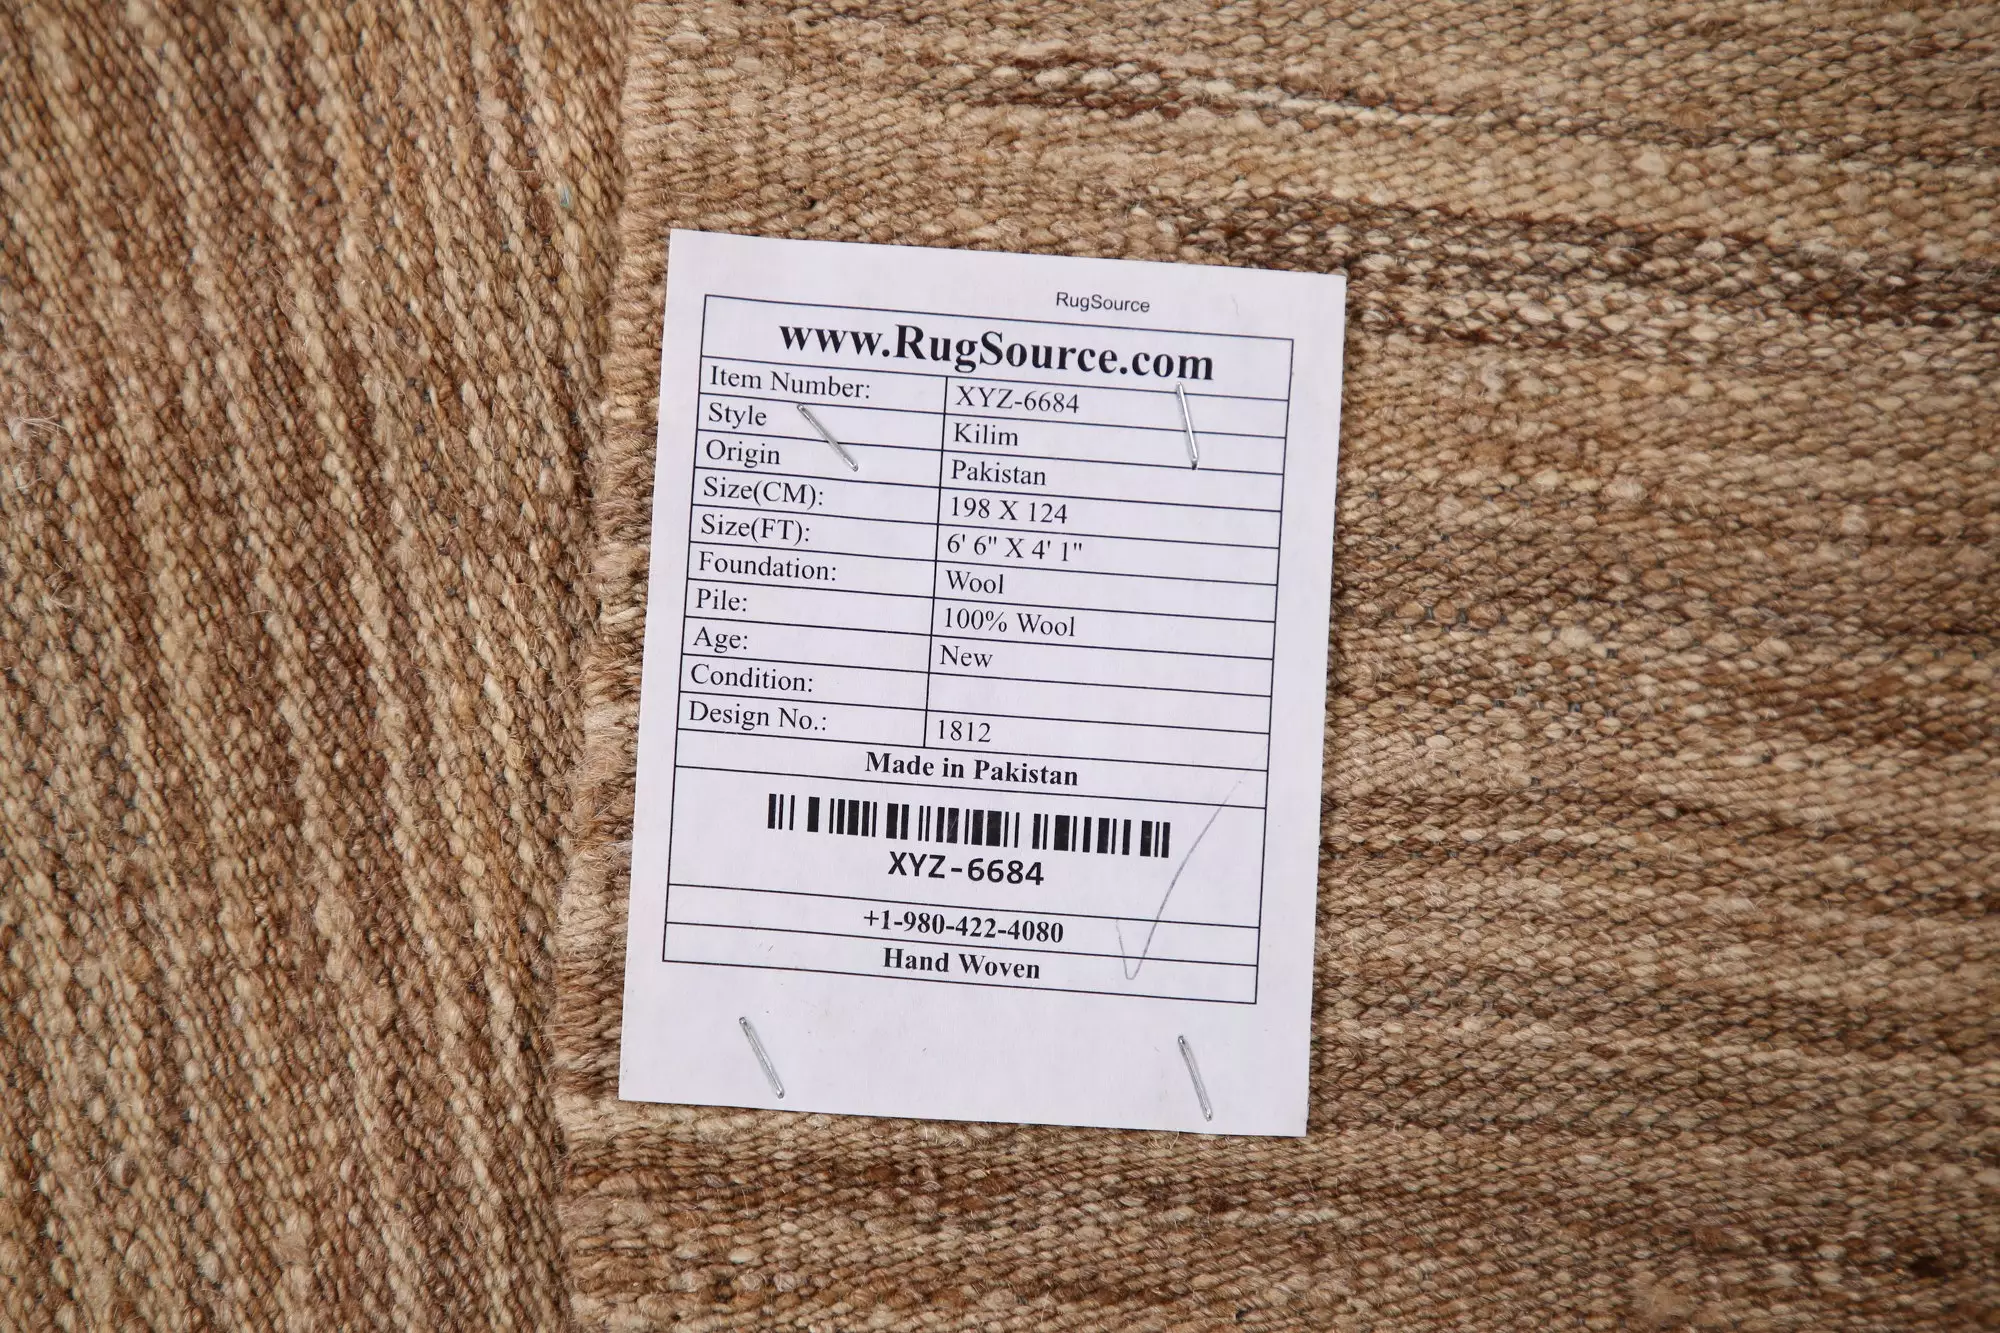 RugSource
www.RugSource.com
Item Number: XYZ-6684
Style Kilim
Origin Pakistan
Size(CM): 198 X 124
Size(FT): 6' 6" X 4' 1"
Foundation: Wool
Pile: 100% Wool
Age: New
Condition:
Design No.: 1812
Made in Pakistan
XYZ-6684
+1-980-422-4080
Hand Woven